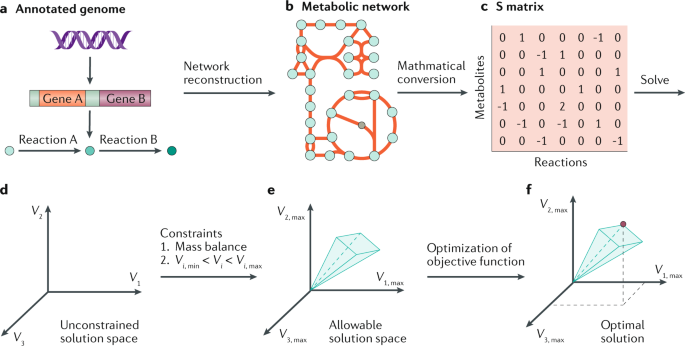 a Annotated genome
Gene A
Gene B
Reaction A
Reaction B
Network
reconstruction
b Metabolic network
Mathmatical
conversion
c S matrix
Metabolites
0 1 0 0 0 -1 0
0 0 -1 1 0 0 0
0 0 1 0 0 0 1
1 0 0 0 1 0 0
-1 0 0 2 0 0 0
0 -1 0 -1 0 1 0
0 0 -1 0 0 0 -1
Reactions
Solve
d
V2
V1
V3
Unconstrained
solution space
Constraints
1. Mass balance
2. Vi, min < Vi < Vi, max
e
V2, max
V1, max
V3, max
Allowable
solution space
Optimization of
objective function
f
V2, max
V1, max
V3, max
Optimal
solution